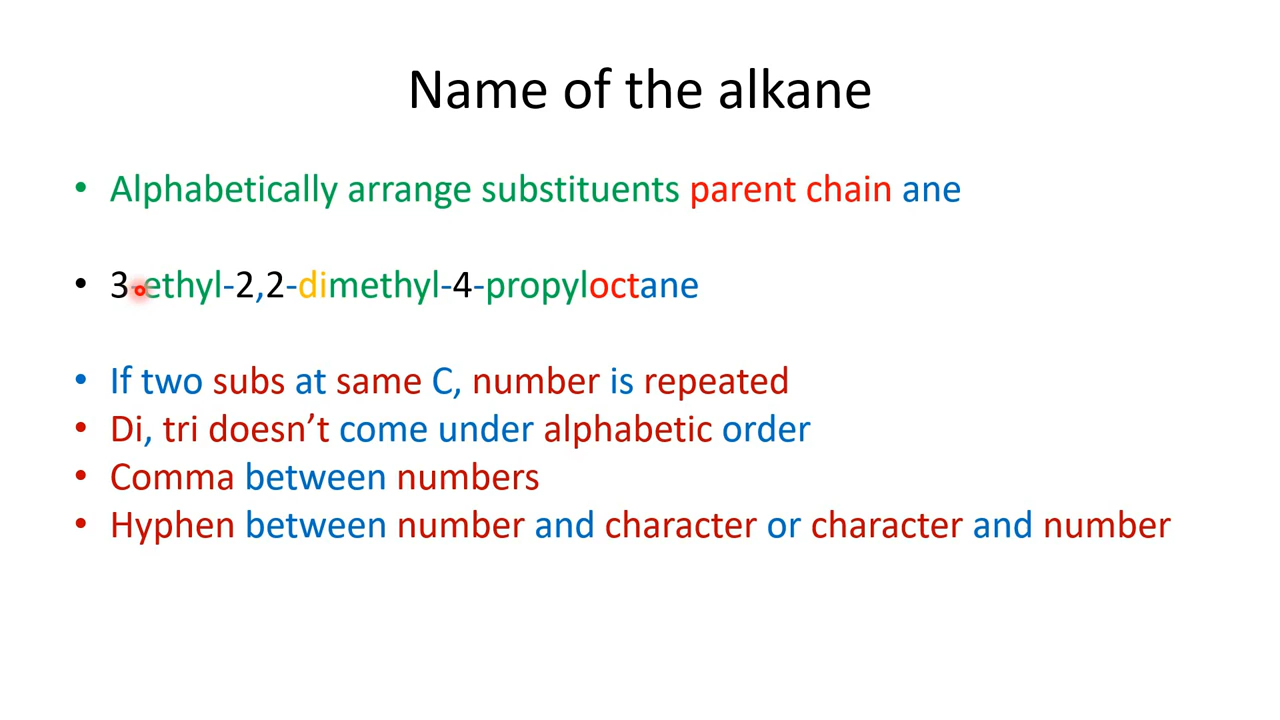 Name of the alkane
• Alphabetically arrange substituents parent chain ane
• 3-ethyl-2,2-dimethyl-4-propyloctane
• If two subs at same C, number is repeated
• Di, tri doesn’t come under alphabetic order
• Comma between numbers
• Hyphen between number and character or character and number